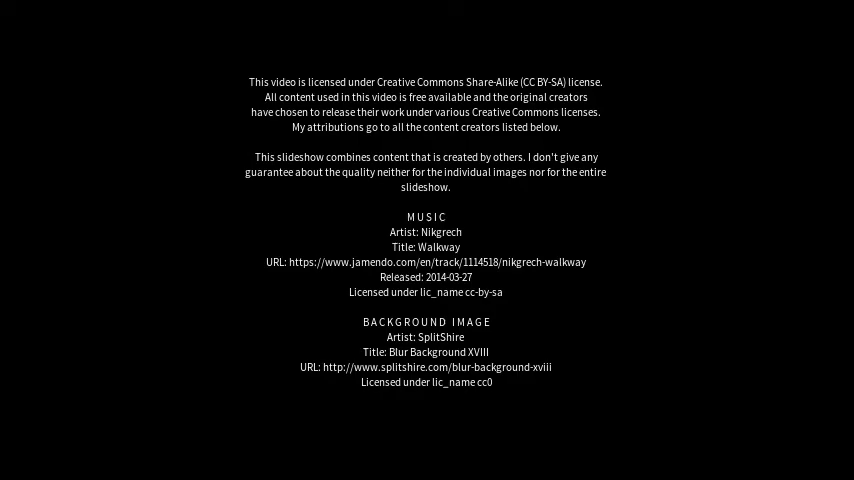 This video is licensed under Creative Commons Share-Alike (CC BY-SA) license.
All content used in this video is free available and the original creators
have chosen to release their work under various Creative Commons licenses.
My attributions go to all the content creators listed below.
This slideshow combines content that is created by others. I don't give any
guarantee about the quality neither for the individual images nor for the entire
slideshow.
MUSIC
Artist: Nikgrech
Title: Walkway
URL: https://www.jamendo.com/en/track/1114518/nikgrech-walkway
Released: 2014-03-27
Licensed under lic_name cc-by-sa
BACKGROUND IMAGE
Artist: SplitShire
Title: Blur Background XVIII
URL: http://www.splitshire.com/blur-background-xviii
Licensed under lic_name cc0